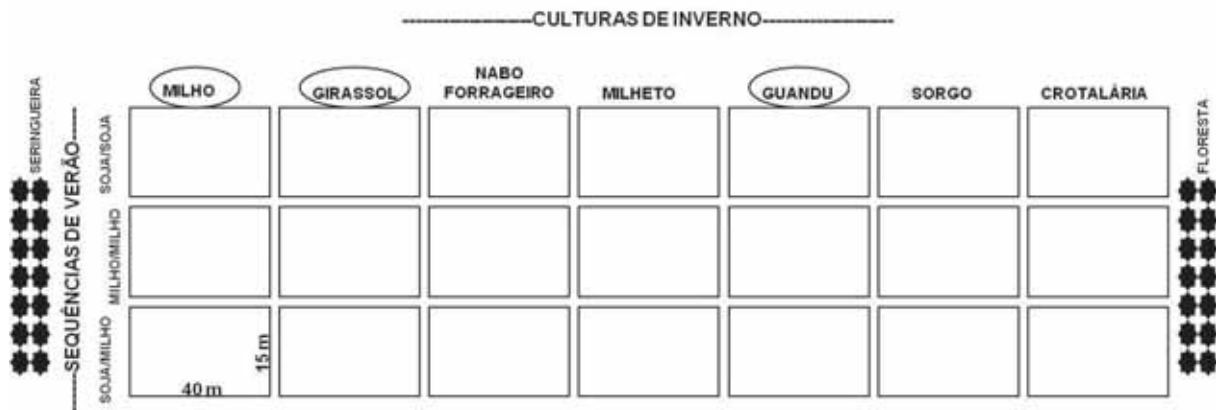 --------------------CULTURAS DE INVERNO--------------------
MILHO
GIRASSOL
NABO
FORRAGEIRO
MILHETO
GUANDU
SORGO
CROTALÁRIA
SERINGUEIRA
-----SEQUÊNCIAS DE VERÃO-----
SOJA/SOJA
MILHO/MILHO
SOJA/MILHO
15 m
40 m
FLORESTA